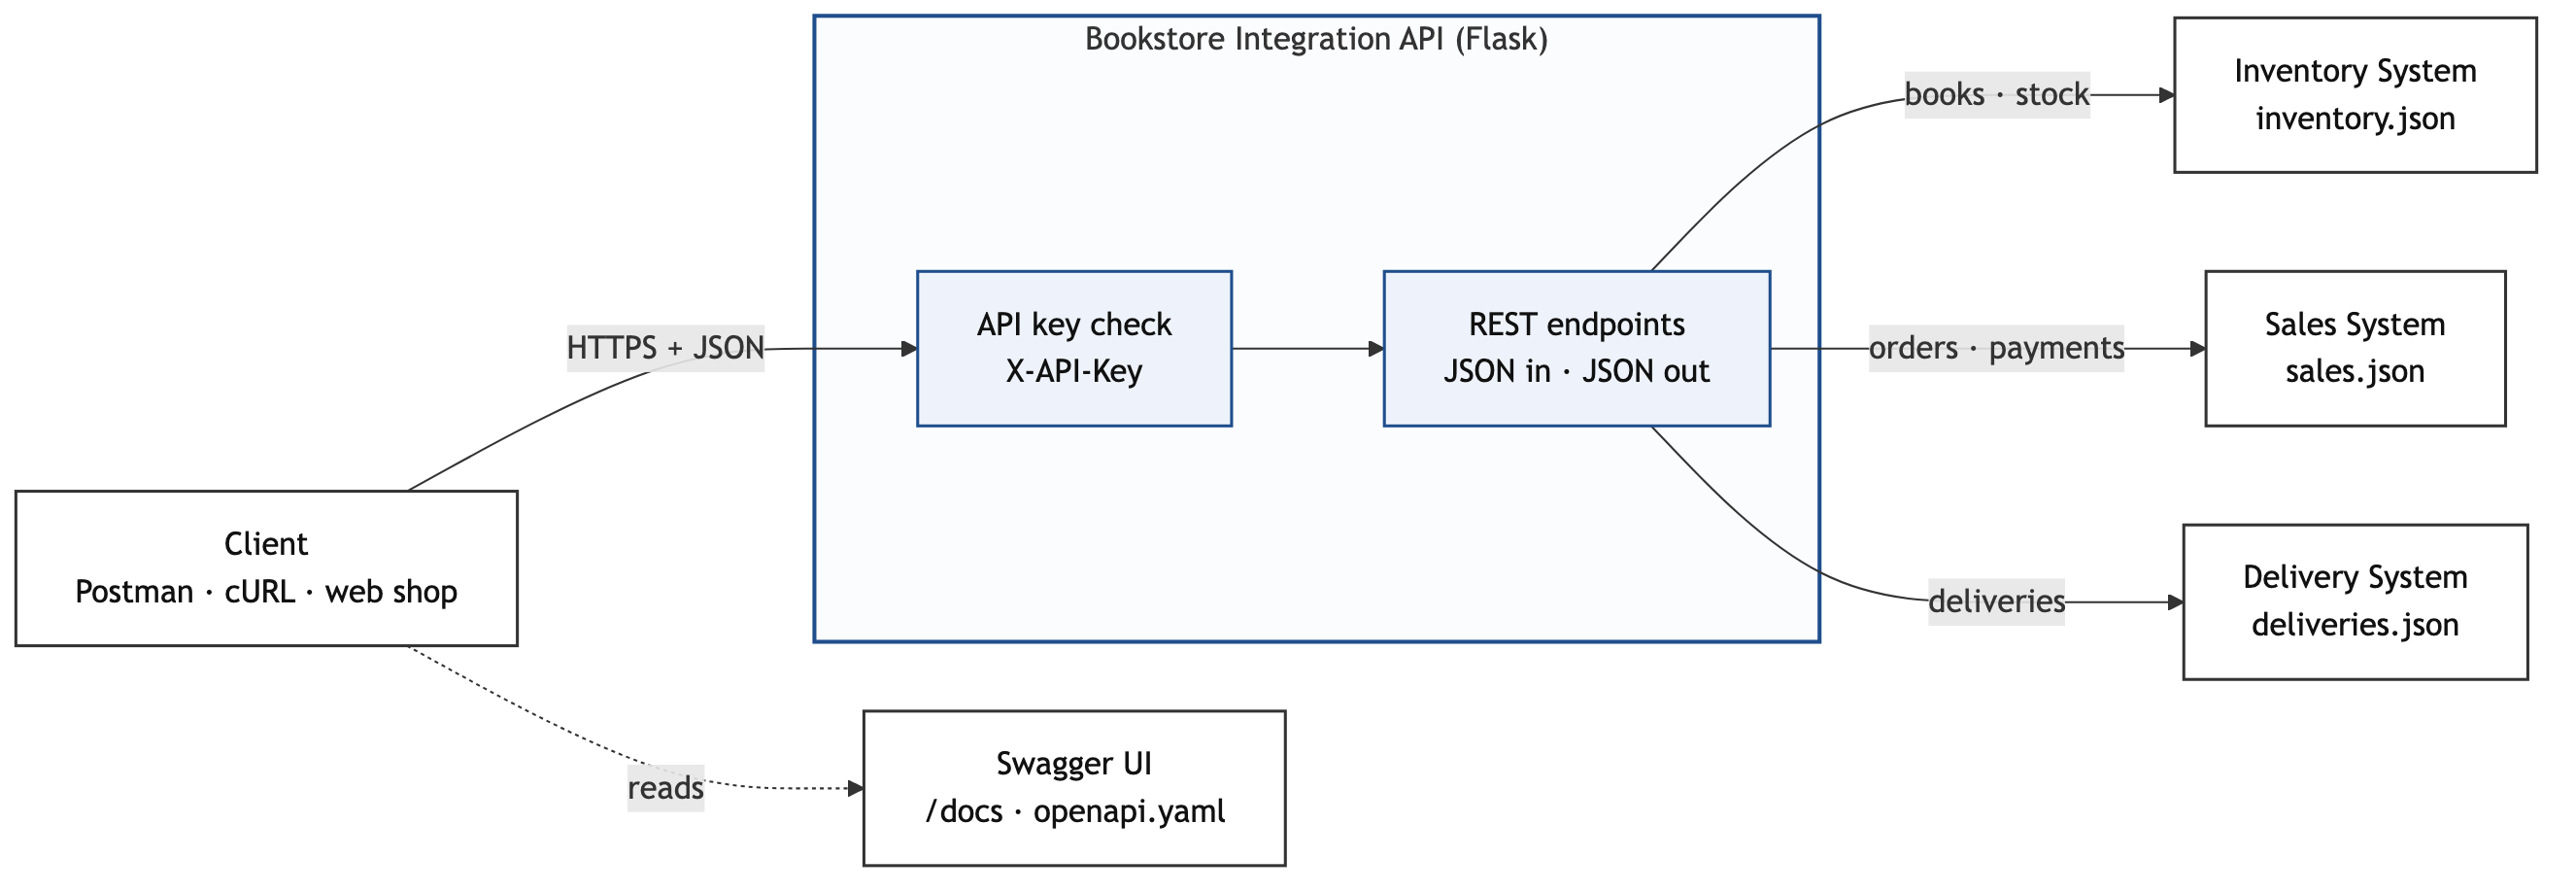 Bookstore Integration API (Flask)
Client
Postman · cURL · web shop
HTTPS + JSON
API key check
X-API-Key
REST endpoints
JSON in · JSON out
books · stock
Inventory System
inventory.json
orders · payments
Sales System
sales.json
deliveries
Delivery System
deliveries.json
reads
Swagger UI
/docs · openapi.yaml